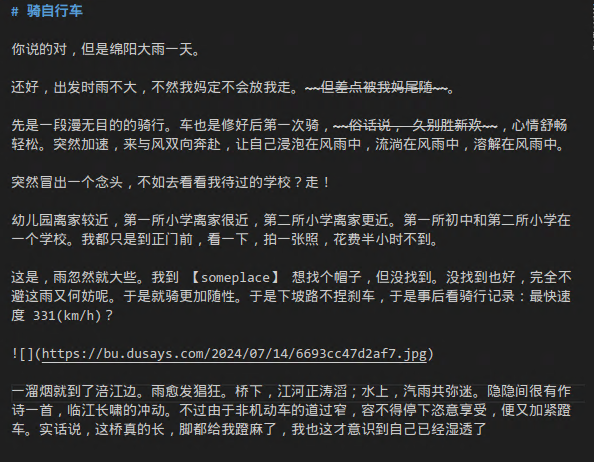 # 骑自行车
你说的对，但是绵阳大雨一天。
还好，出发时雨不大，不然我妈定不会放我走。~~但差点被我妈尾随~~。
先是一段漫无目的的骑行。车也是修好后第一次骑，~~俗话说， 久别胜新欢~~，心情舒畅
轻松。突然加速，来与风双向奔赴，让自己浸泡在风雨中，流淌在风雨中，溶解在风雨中。
突然冒出一个念头，不如去看看我待过的学校？走！
幼儿园离家较近，第一所小学离家很近，第二所小学离家更近。第一所初中和第二所小学在
一个学校。我都只是到正门前，看一下，拍一张照，花费半小时不到。
这是，雨忽然就大些。我到 【someplace】 想找个帽子，但没找到。没找到也好，完全不
避这雨又何妨呢。于是就骑更加随性。于是下坡路不捏刹车，于是事后看骑行记录：最快速
度 331(km/h)？
![](https://bu.dusays.com/2024/07/14/6693cc47d2af7.jpg)
一溜烟就到了涪江边。雨愈发猖狂。桥下，江河正涛滔；水上，汽雨共弥迷。隐隐间很有作
诗一首，临江长啸的冲动。不过由于非机动车的道过窄，容不得停下恣意享受，便又加紧蹬
车。实话说，这桥真的长，脚都给我蹬麻了，我也这才意识到自己已经湿透了